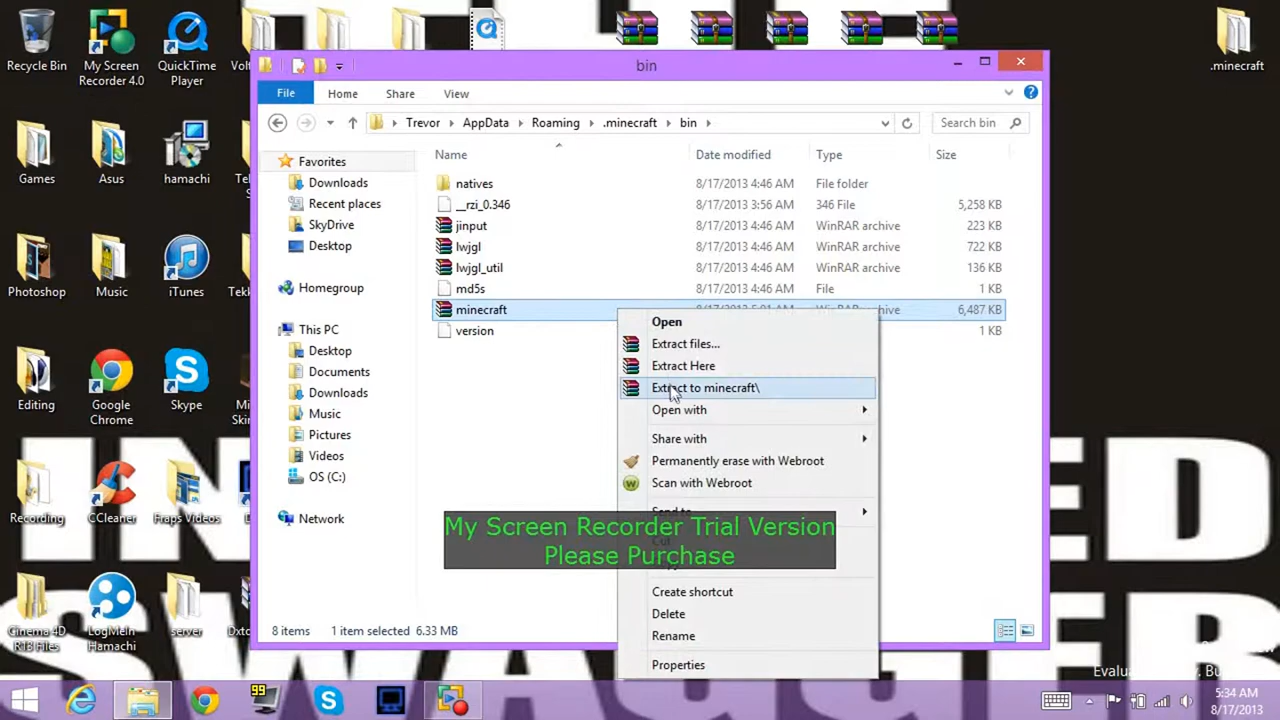 Recycle Bin
My Screen
Recorder 4.0
QuickTime
Player
.minecraft
bin
File
Home
Share
View
Trevor
AppData
Roaming
.minecraft
bin
Search bin
Name
Date modified
Type
Size
Favorites
Downloads
Recent places
SkyDrive
Desktop
Homegroup
This PC
Desktop
Documents
Downloads
Music
Pictures
Videos
OS (C:)
Network
natives 8/17/2013 4:46 AM File folder
__rzi_0.346 8/17/2013 3:56 AM 346 File 5,258 KB
jinput 8/17/2013 4:46 AM WinRAR archive 223 KB
lwjgl 8/17/2013 4:46 AM WinRAR archive 722 KB
lwjgl_util 8/17/2013 4:46 AM WinRAR archive 136 KB
md5s 8/17/2013 4:46 AM File 1 KB
minecraft 6,487 KB
version 1 KB
Open
Extract files...
Extract Here
Extract to minecraft\
Open with
Share with
Permanently erase with Webroot
Scan with Webroot
My Screen Recorder Trial Version
Please Purchase
Create shortcut
Delete
Rename
Properties
8 items 1 item selected 6.33 MB
Games
Asus
hamachi
Photoshop
Music
iTunes
Editing
Google
Chrome
Skype
Recording
CCleaner
Fraps Videos
Cinema 4D
R13 Files
LogMeIn
Hamachi
server
SWAGGER
99
5:34 AM
8/17/2013